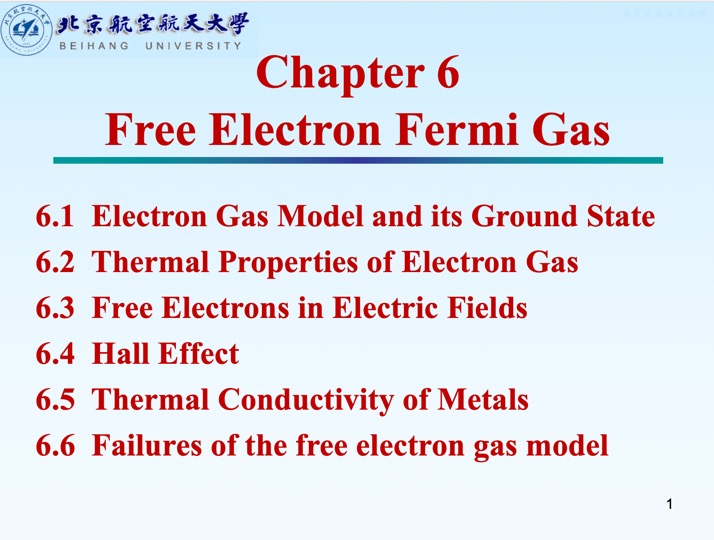 北京航空航天大學
BEIHANG UNIVERSITY
Chapter 6
Free Electron Fermi Gas
6.1 Electron Gas Model and its Ground State
6.2 Thermal Properties of Electron Gas
6.3 Free Electrons in Electric Fields
6.4 Hall Effect
6.5 Thermal Conductivity of Metals
6.6 Failures of the free electron gas model
1